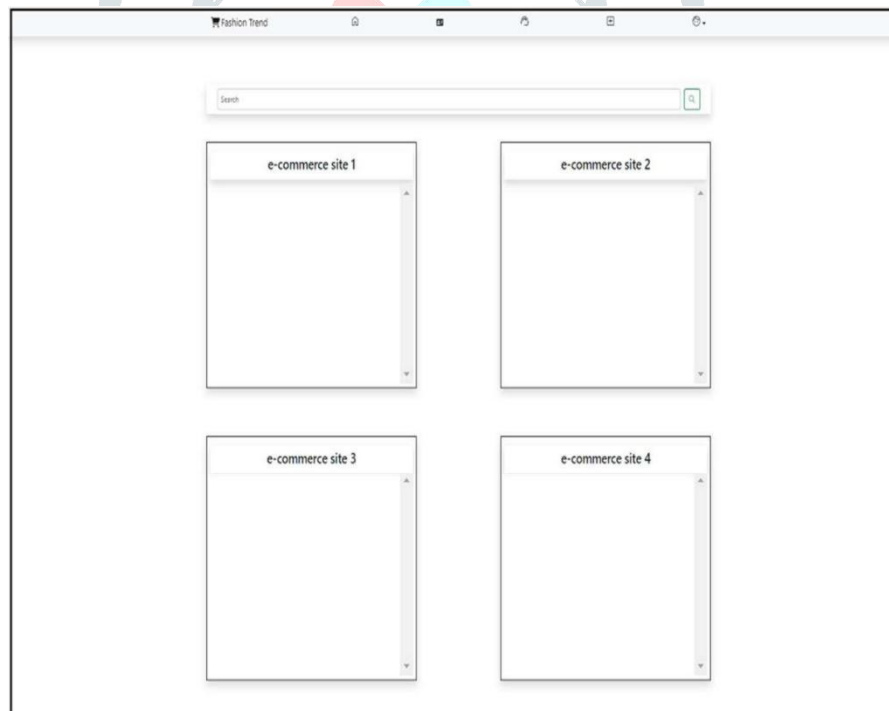 Fashion Trend
Search
e-commerce site 1
e-commerce site 2
e-commerce site 3
e-commerce site 4